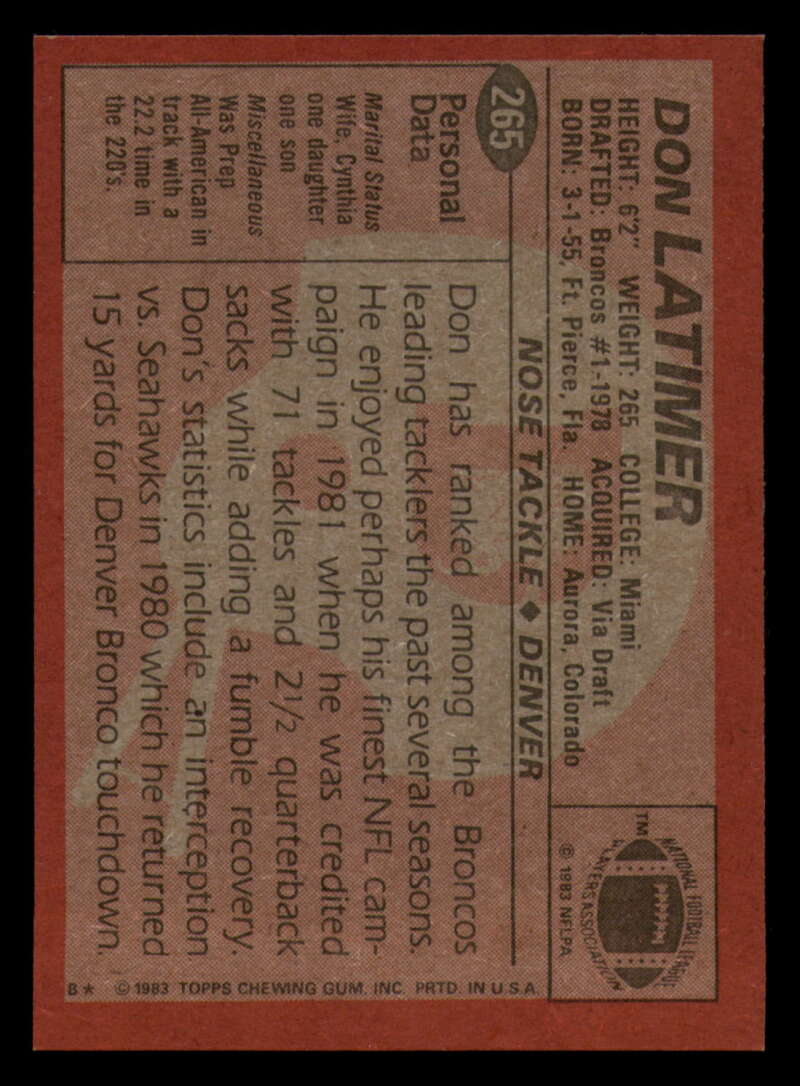 DON LATIMER
HEIGHT: 6'2" WEIGHT: 265 COLLEGE: Miami
DRAFTED: Broncos #1-1978 ACQUIRED: Via Draft
BORN: 3-1-55, Ft. Pierce, Fla. HOME: Aurora, Colorado
TM
NATIONAL FOOTBALL LEAGUE
PLAYERS ASSOCIATION
© 1983 NFLPA
265
NOSE TACKLE ♦ DENVER
Personal
Data
Marital Status
Wife, Cynthia
one daughter
one son
Miscellaneous
Was Prep
All-American in
track with a
22.2 time in
the 220's.
Don has ranked among the Broncos
leading tacklers the past several seasons.
He enjoyed perhaps his finest NFL cam-
paign in 1981 when he was credited
with 71 tackles and 2½ quarterback
sacks while adding a fumble recovery.
Don's statistics include an interception
vs. Seahawks in 1980 which he returned
15 yards for Denver Bronco touchdown.
B* © 1983 TOPPS CHEWING GUM, INC. PRTD. IN U.S.A.